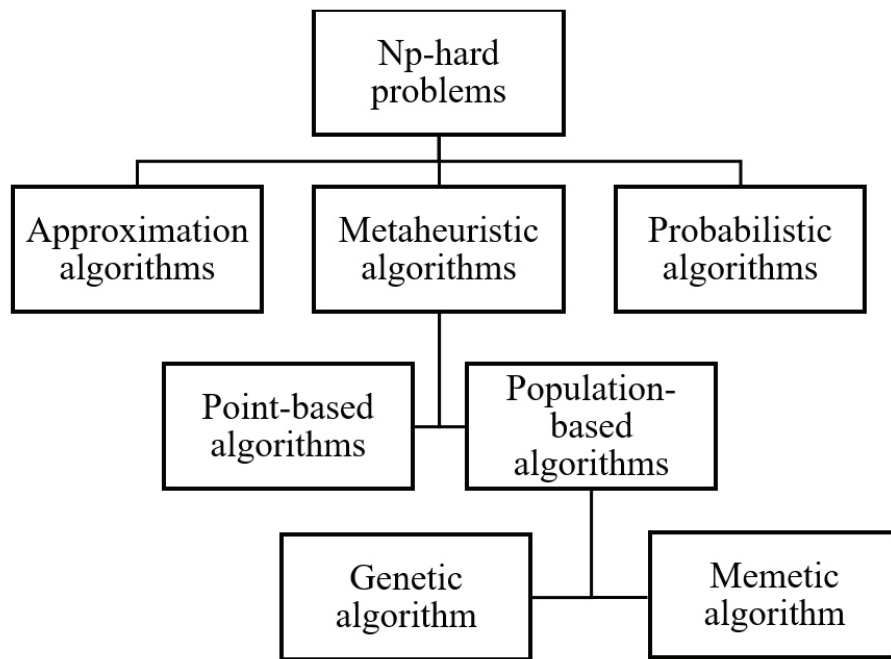 Np-hard
problems
Approximation
algorithms
Metaheuristic
algorithms
Probabilistic
algorithms
Point-based
algorithms
Population-
based
algorithms
Genetic
algorithm
Memetic
algorithm